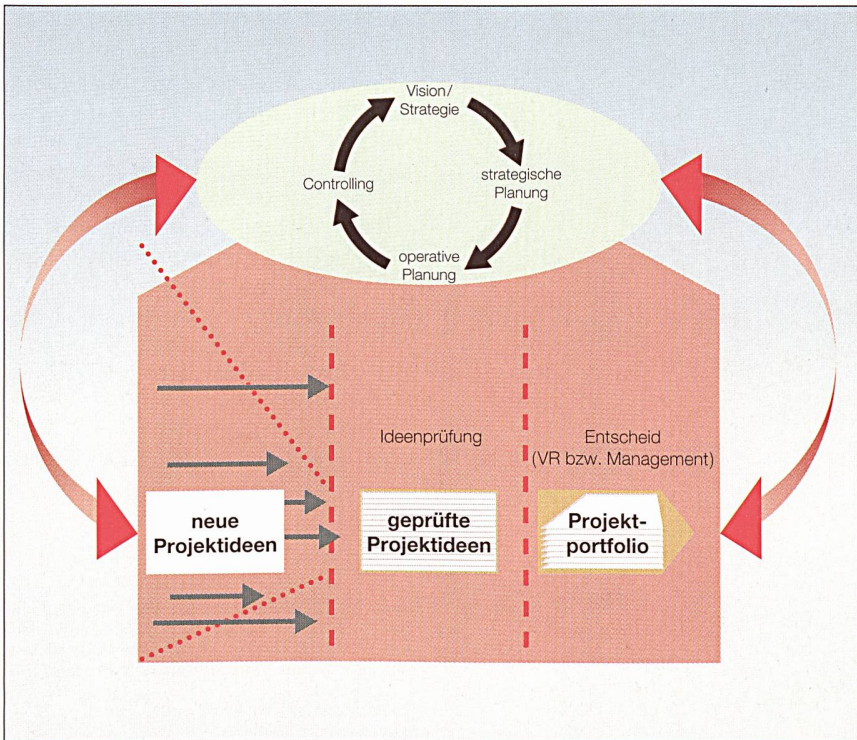 Vision/
Strategie
Controlling
strategische
Planung
operative
Planung
Ideenprüfung
Entscheid
(VR bzw. Management)
neue
Projektideen
geprüfte
Projektideen
Projekt-
portfolio